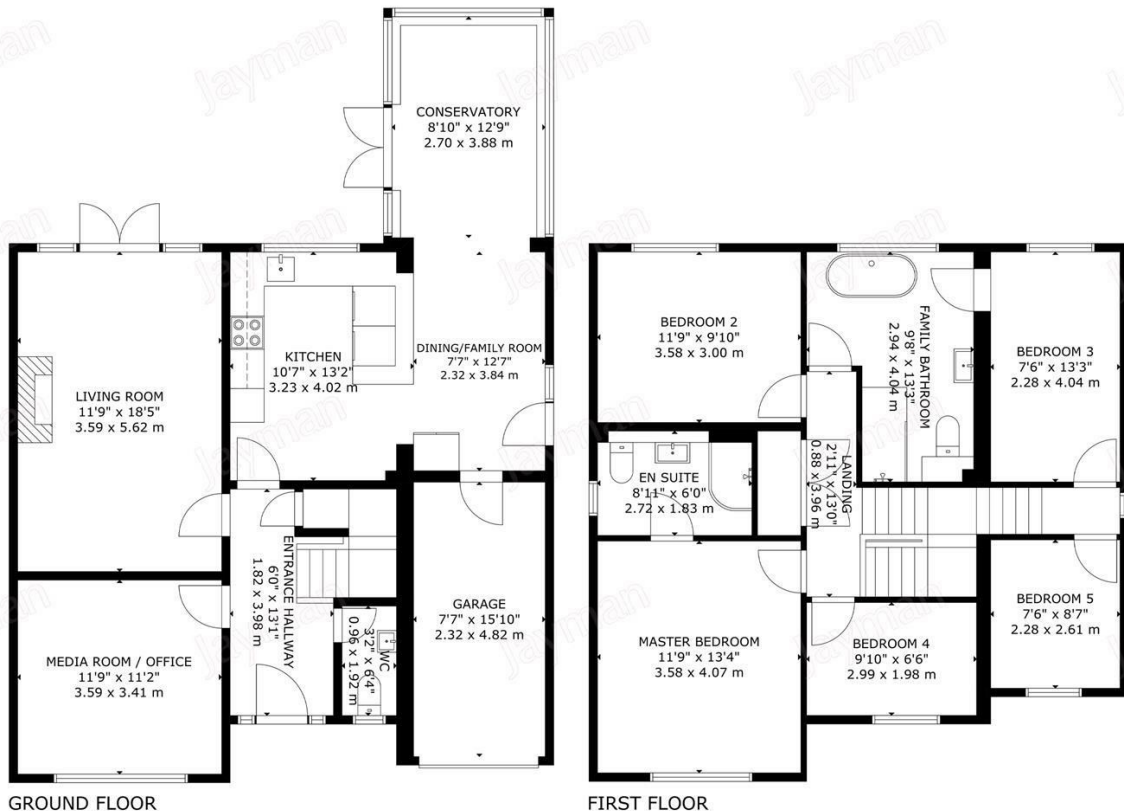 CONSERVATORY
8'10" x 12'9"
2.70 x 3.88 m
LIVING ROOM
11'9" x 18'5"
3.59 x 5.62 m
KITCHEN
10'7" x 13'2"
3.23 x 4.02 m
DINING/FAMILY ROOM
7'7" x 12'7"
2.32 x 3.84 m
MEDIA ROOM / OFFICE
11'9" x 11'2"
3.59 x 3.41 m
ENTRANCE HALLWAY
6'0" x 13'1"
1.82 x 3.98 m
WC
3'2" x 6'4"
0.96 x 1.92 m
GARAGE
7'7" x 15'10"
2.32 x 4.82 m
GROUND FLOOR
BEDROOM 2
11'9" x 9'10"
3.58 x 3.00 m
FAMILY BATHROOM
9'8" x 13'3"
2.94 x 4.04 m
BEDROOM 3
7'6" x 13'3"
2.28 x 4.04 m
EN SUITE
8'11" x 6'0"
2.72 x 1.83 m
LANDING
2'11" x 13'0"
0.88 x 3.96 m
MASTER BEDROOM
11'9" x 13'4"
3.58 x 4.07 m
BEDROOM 4
9'10" x 6'6"
2.99 x 1.98 m
BEDROOM 5
7'6" x 8'7"
2.28 x 2.61 m
FIRST FLOOR
Jayman